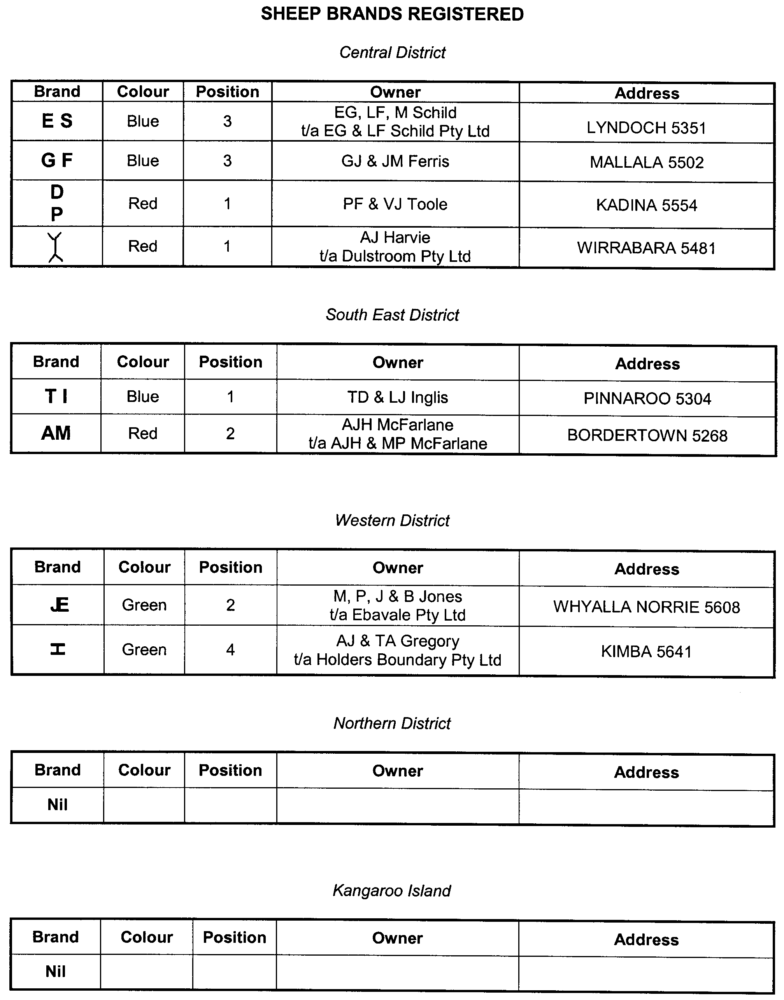 SHEEP BRANDS REGISTERED
Central District
Brand Colour Position Owner Address
E S Blue 3 EG, LF, M Schild
t/a EG & LF Schild Pty Ltd LYNDOCH 5351
G F Blue 3 GJ & JM Ferris MALLALA 5502
D
P Red 1 PF & VJ Toole KADINA 5554
Red 1 AJ Harvie
t/a Dulstroom Pty Ltd WIRRABARA 5481
South East District
Brand Colour Position Owner Address
T I Blue 1 TD & LJ Inglis PINNAROO 5304
AM Red 2 AJH McFarlane
t/a AJH & MP McFarlane BORDERTOWN 5268
Western District
Brand Colour Position Owner Address
JE Green 2 M, P, J & B Jones
t/a Ebavale Pty Ltd WHYALLA NORRIE 5608
Green 4 AJ & TA Gregory
t/a Holders Boundary Pty Ltd KIMBA 5641
Northern District
Brand Colour Position Owner Address
Nil
Kangaroo Island
Brand Colour Position Owner Address
Nil